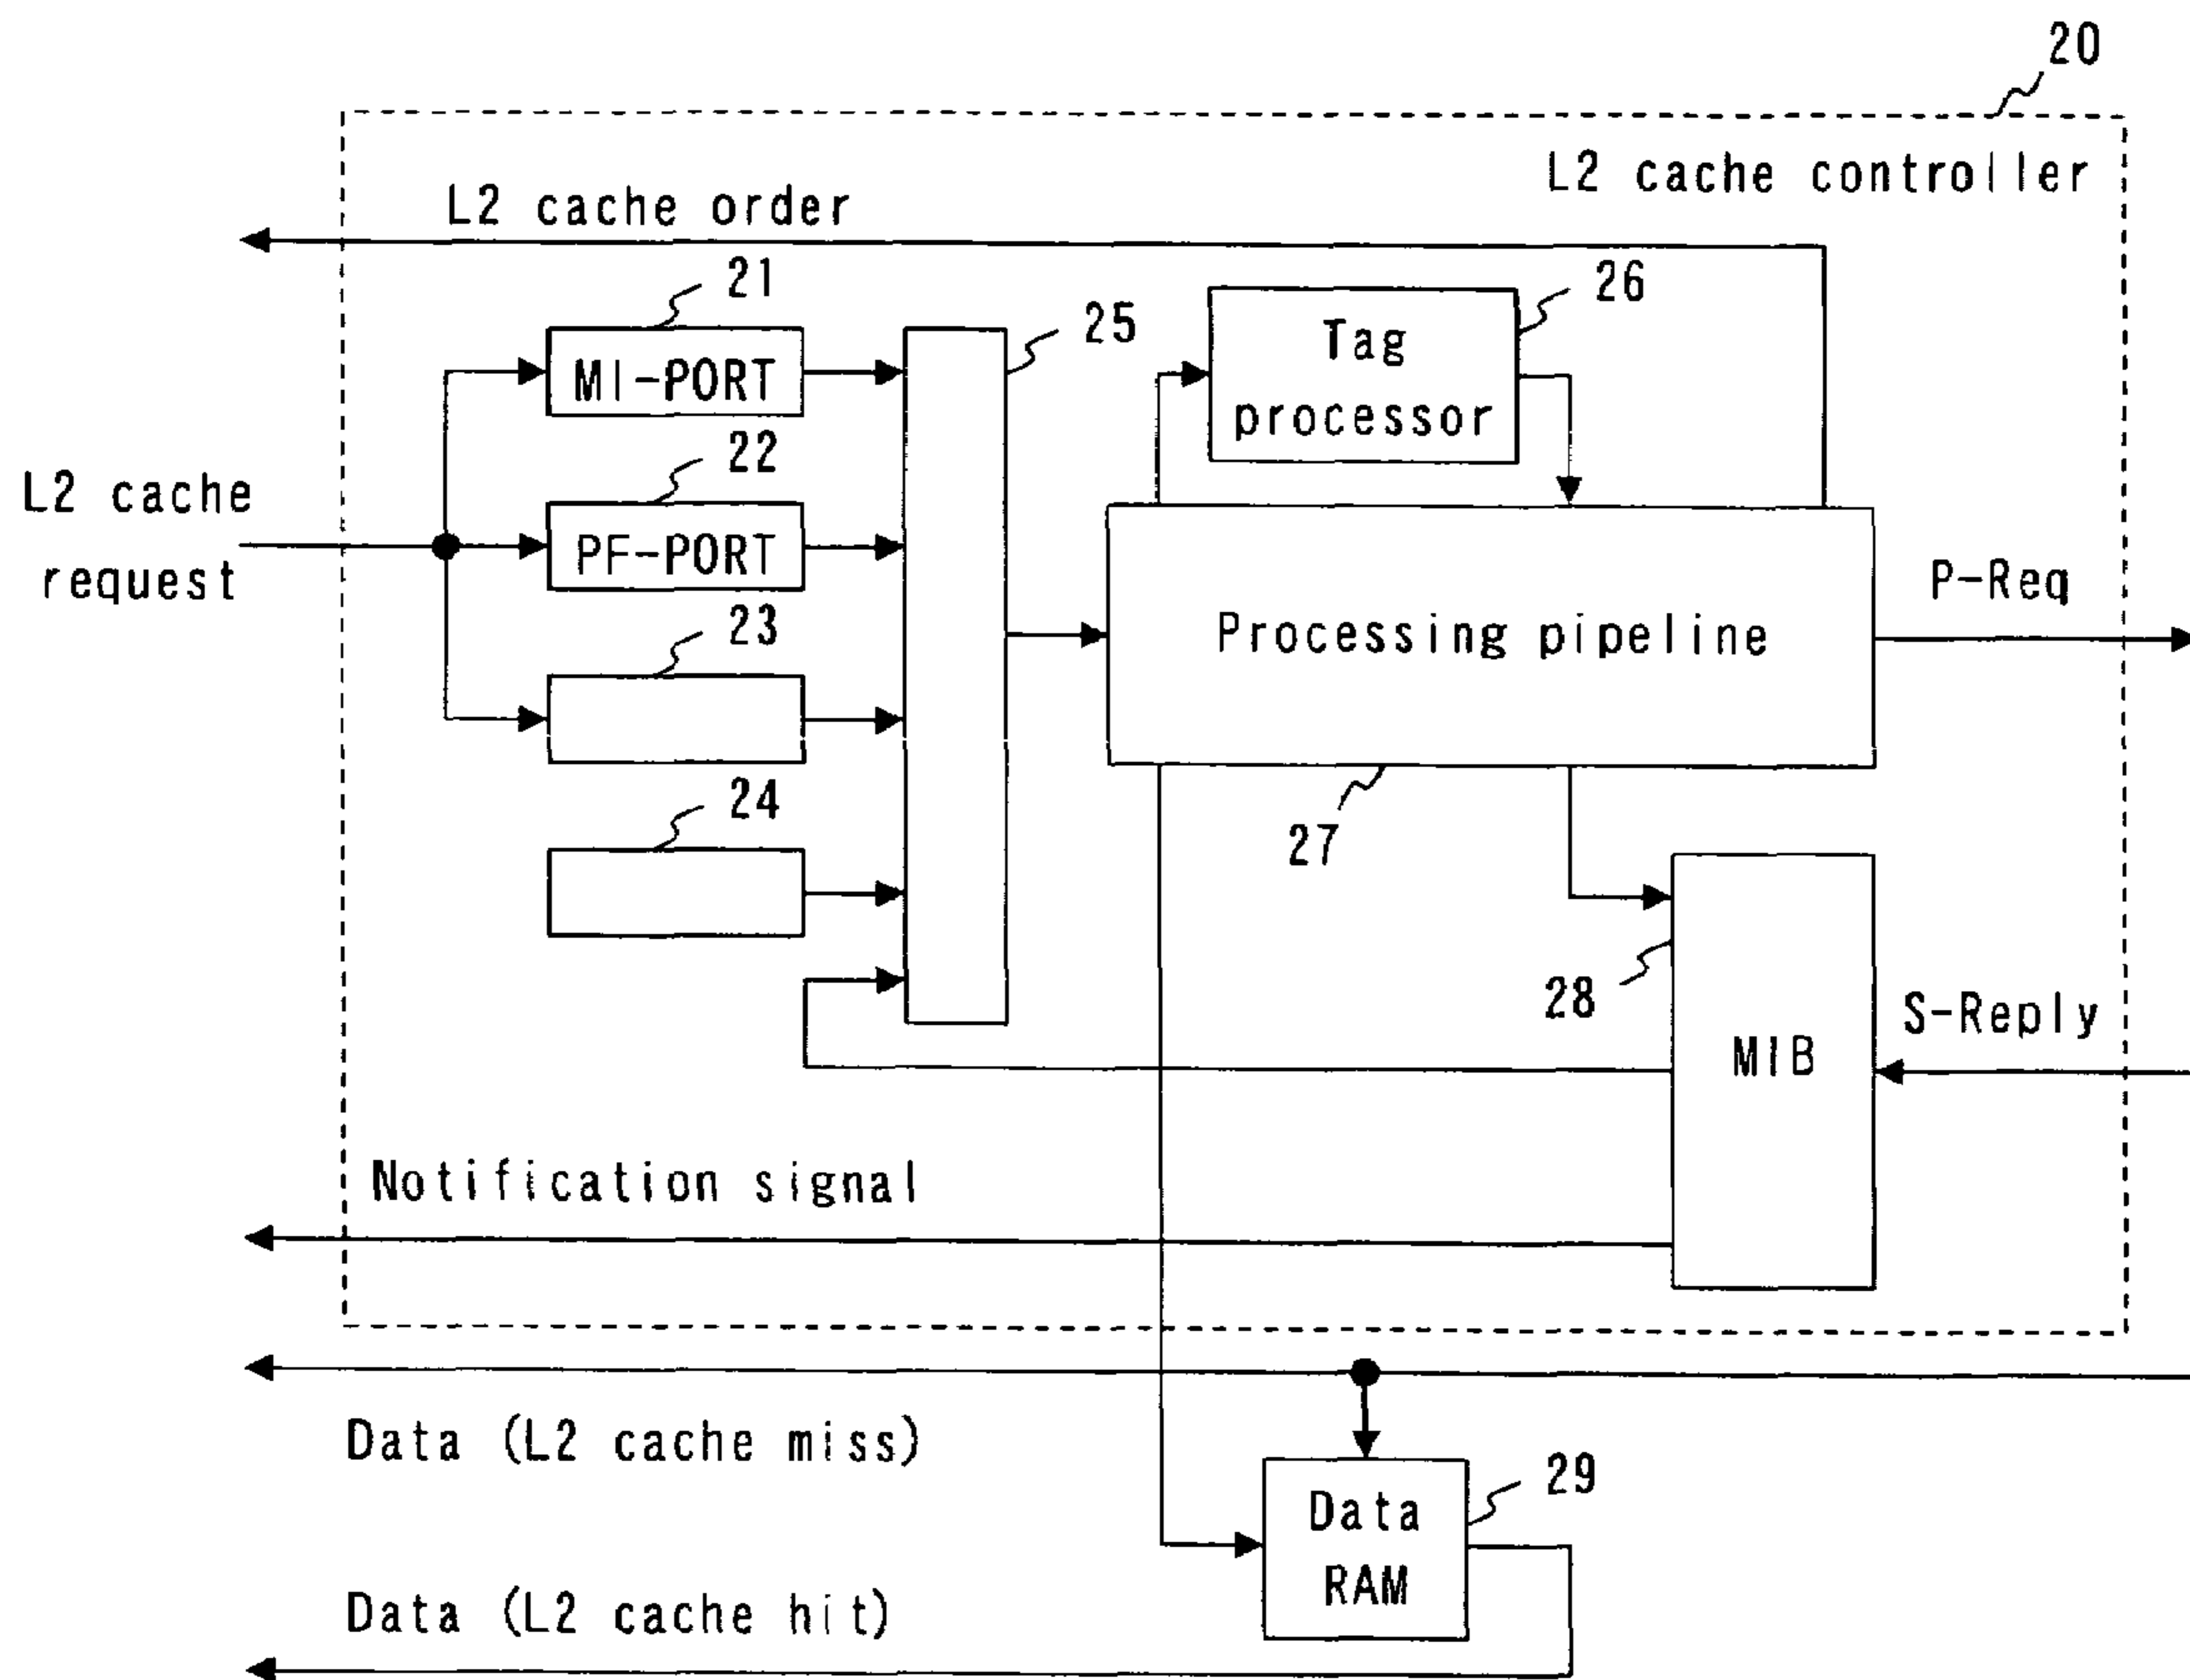 20
L2 cache controller
L2 cache order
21
26
25
Tag
processor
MI-PORT
22
L2 cache
request
PF-PORT
P-Req
23
Processing pipeline
24
27
28
S-Reply
MIB
Notification signal
Data (L2 cache miss)
29
Data
RAM
Data (L2 cache hit)